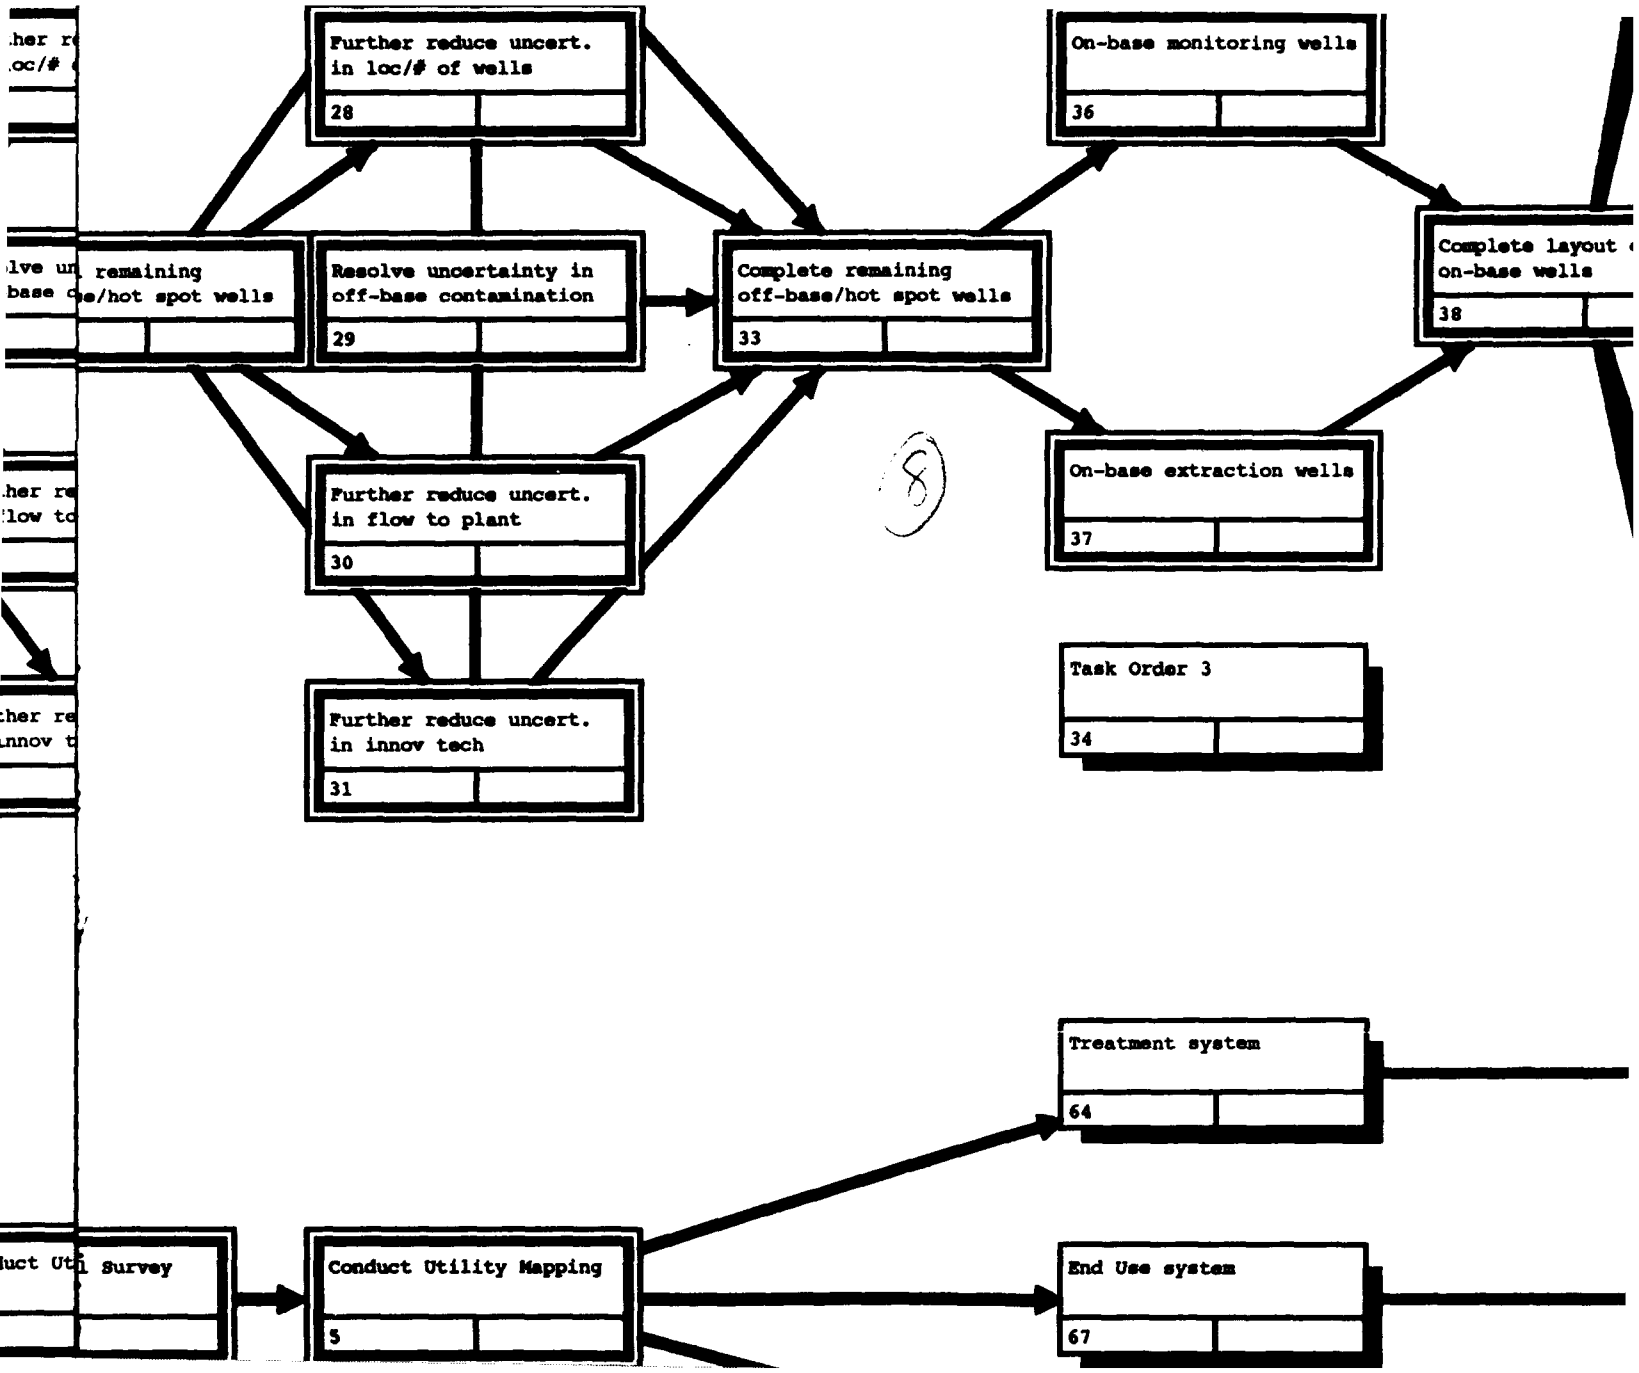 Further reduce uncert.
in loc/# of wells
28
On-base monitoring wells
36
remaining
hot spot wells
Resolve uncertainty in
off-base contamination
29
Complete remaining
off-base/hot spot wells
33
Complete layout
on-base wells
38
Further reduce uncert.
in flow to plant
30
8
On-base extraction wells
37
Task Order 3
34
Further reduce uncert.
in innov tech
31
Treatment system
64
Survey
Conduct Utility Mapping
5
End Use system
67